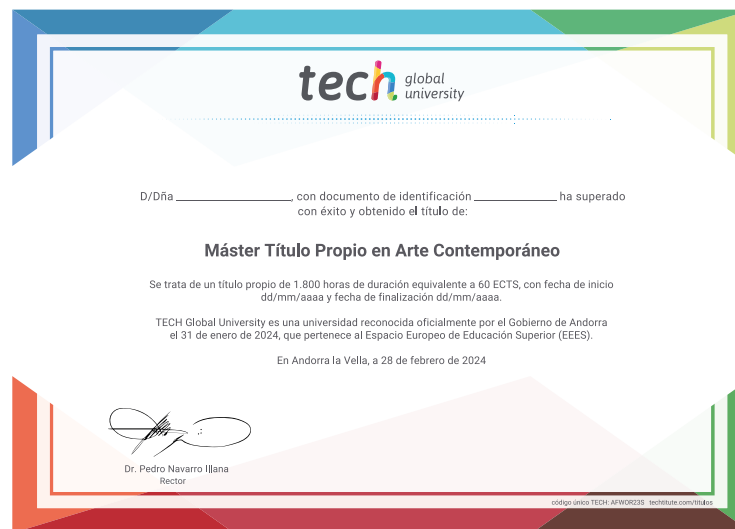 tech global
university
D/Dña ____________, con documento de identificación ____________ ha superado
con éxito y obtenido el título de:
Máster Título Propio en Arte Contemporáneo
Se trata de un título propio de 1.800 horas de duración equivalente a 60 ECTS, con fecha de inicio
dd/mm/aaaa y fecha de finalización dd/mm/aaaa.
TECH Global University es una universidad reconocida oficialmente por el Gobierno de Andorra
el 31 de enero de 2024, que pertenece al Espacio Europeo de Educación Superior (EEES).
En Andorra la Vella, a 28 de febrero de 2024
Dr. Pedro Navarro Illana
Rector
código único TECH: AFWOR23S techtitute.com/titulos